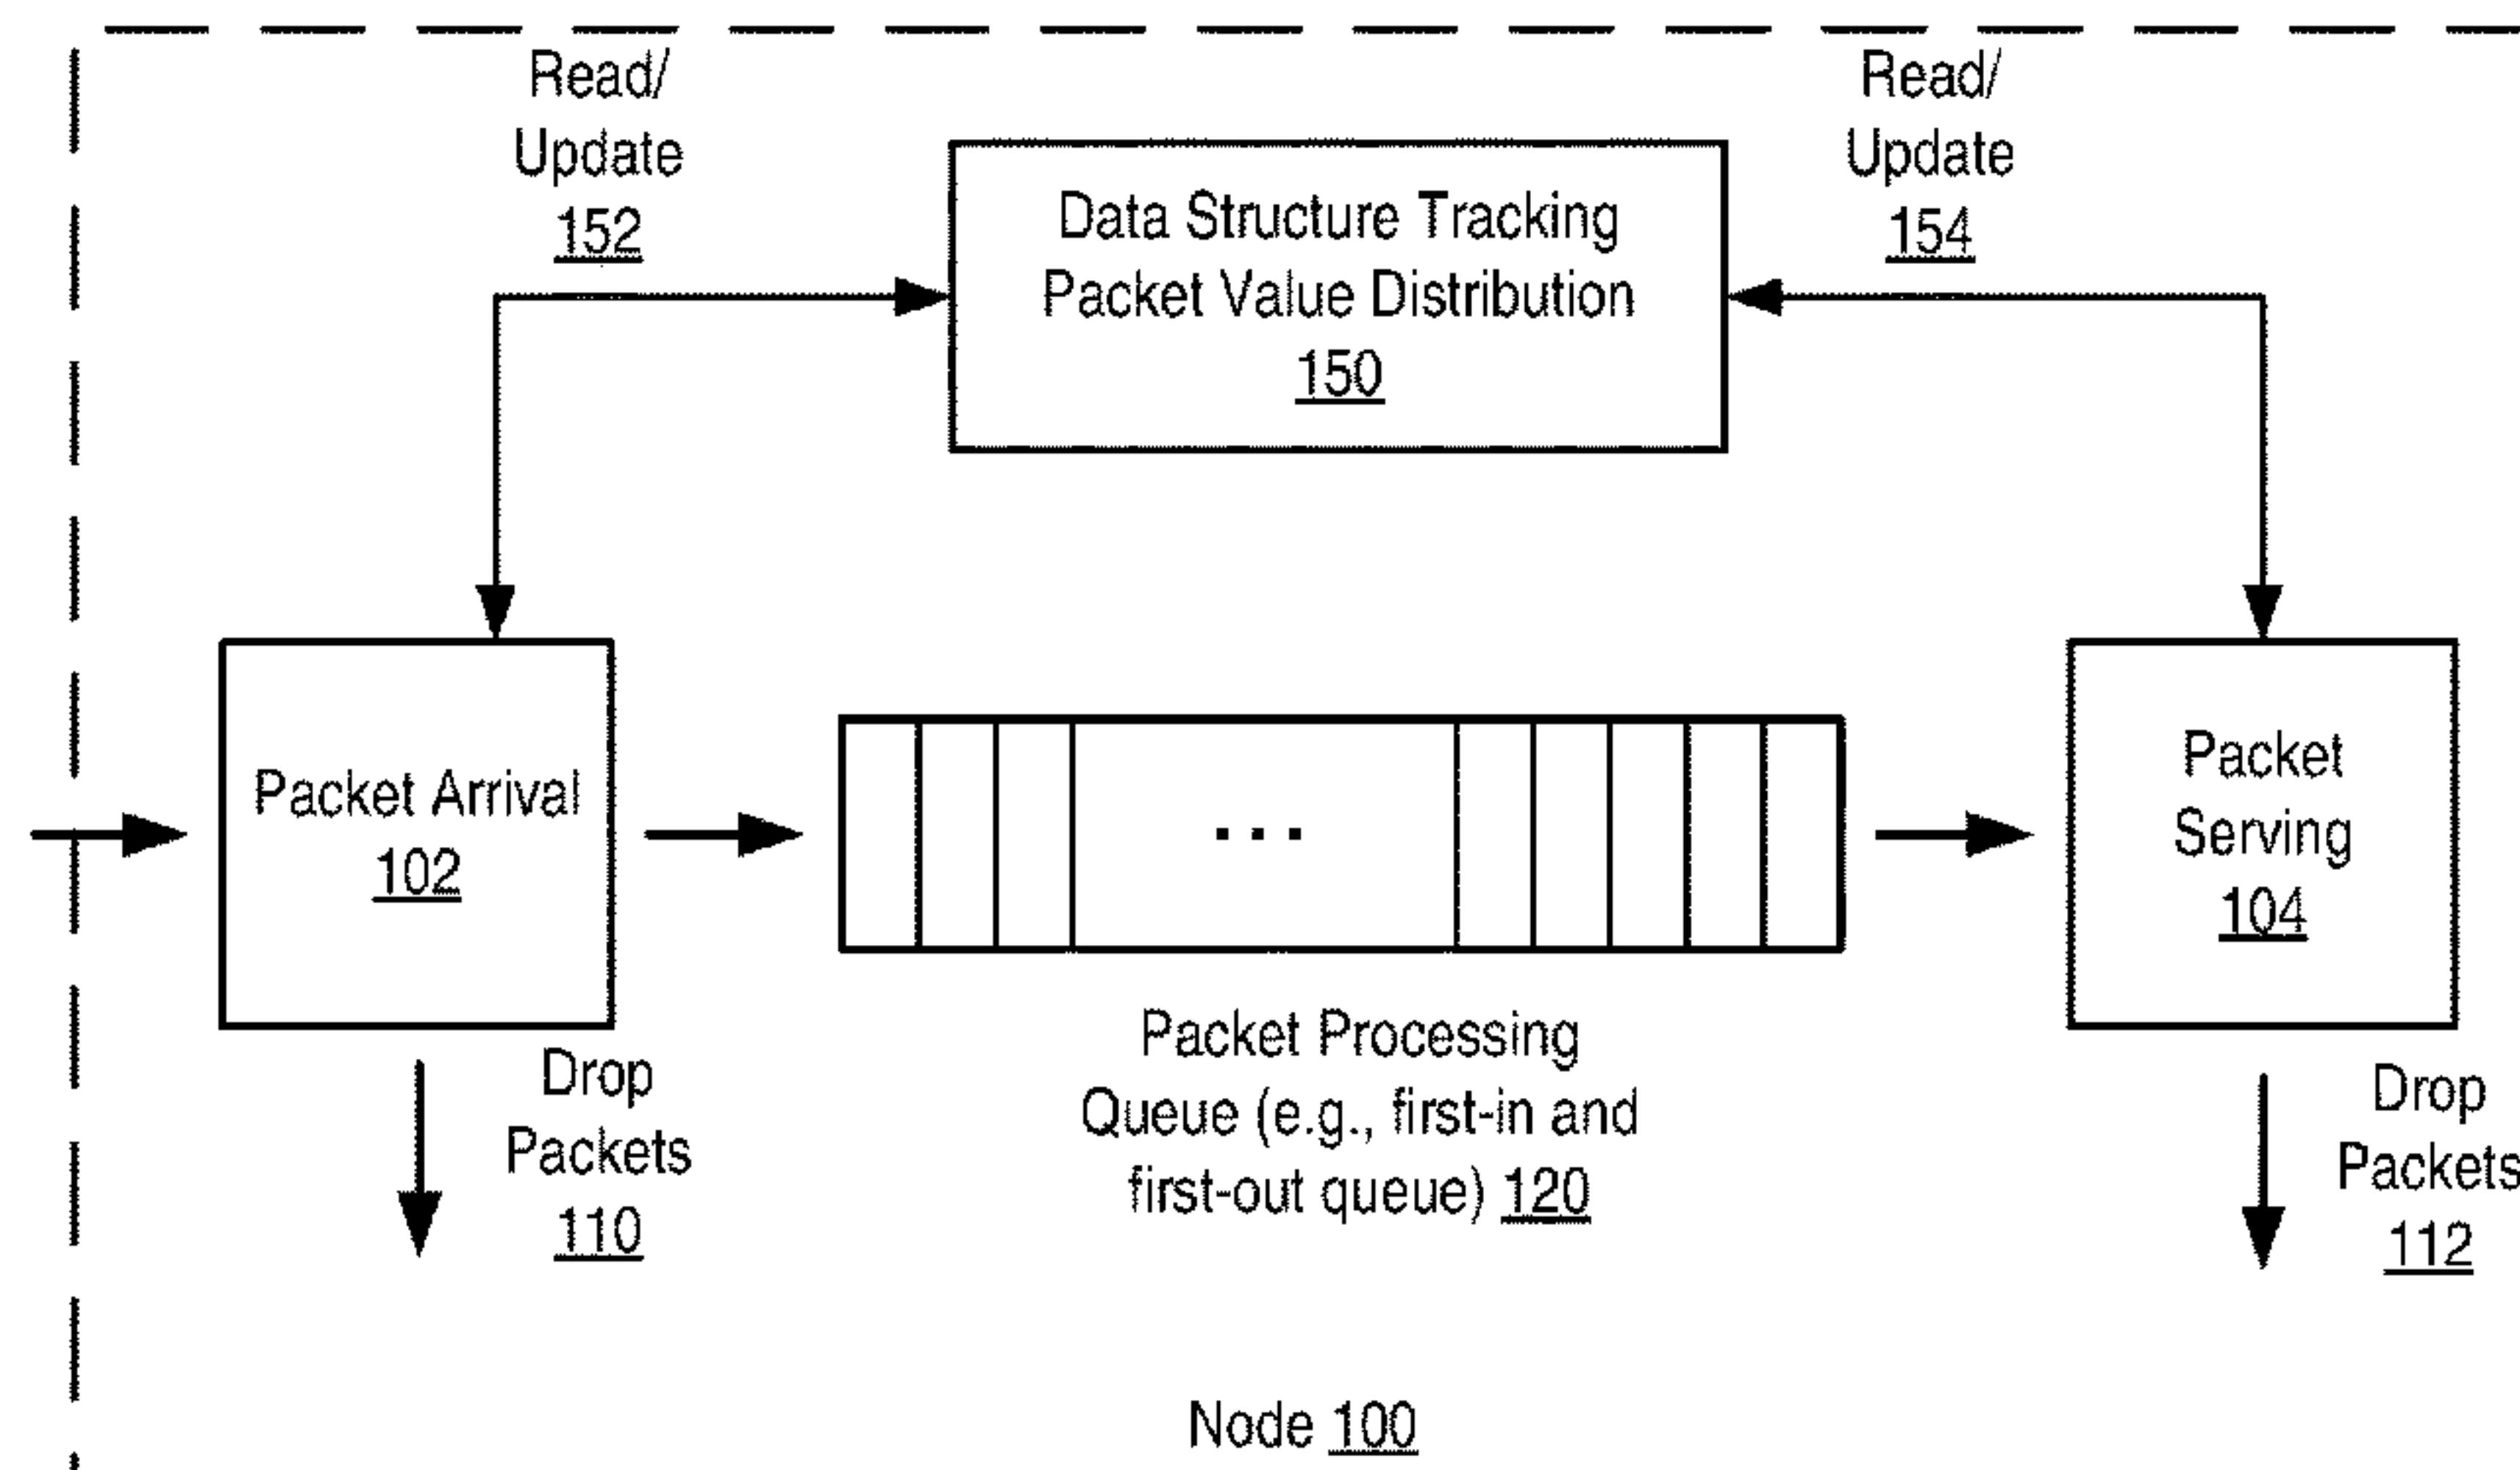 Read/
Update
152
Read/
Update
154
Data Structure Tracking
Packet Value Distribution
150
Packet Arrival
102
...
Packet
Serving
104
Drop
Packets
110
Packet Processing
Queue (e.g., first-in and
first-out queue) 120
Drop
Packets
112
Node 100